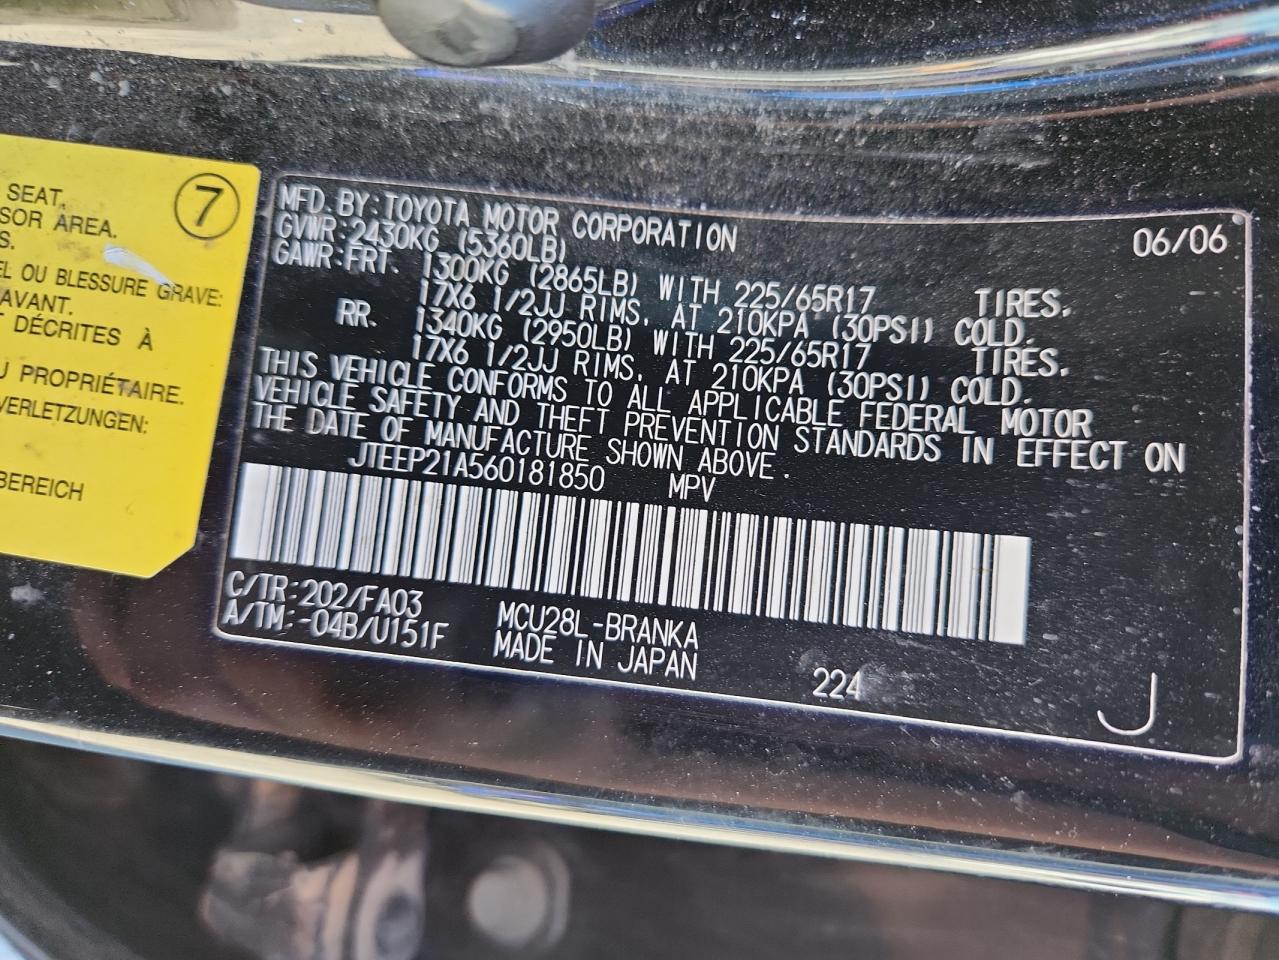 SEAT.
SOR AREA.
S.
EL OU BLESSURE GRAVE:
AVANT.
T DÉCRITES À
U PROPRIÉTAIRE.
VERLETZUNGEN:
BEREICH
7
MFD. BY:TOYOTA MOTOR CORPORATION 06/06
GVWR:2430KG (5360LB)
GAWR:FRT. 1300KG (2865LB) WITH 225/65R17 TIRES,
17X6 1/2JJ RIMS, AT 210KPA (30PSI) COLD.
RR. 1340KG (2950LB) WITH 225/65R17 TIRES,
17X6 1/2JJ RIMS, AT 210KPA (30PSI) COLD.
THIS VEHICLE CONFORMS TO ALL APPLICABLE FEDERAL MOTOR
VEHICLE SAFETY AND THEFT PREVENTION STANDARDS IN EFFECT ON
THE DATE OF MANUFACTURE SHOWN ABOVE.
JTEEP21A560181850 MPV
C/TR:202/FA03 MCU28L-BRANKA
A/TM:-04B/U151F MADE IN JAPAN
224
J